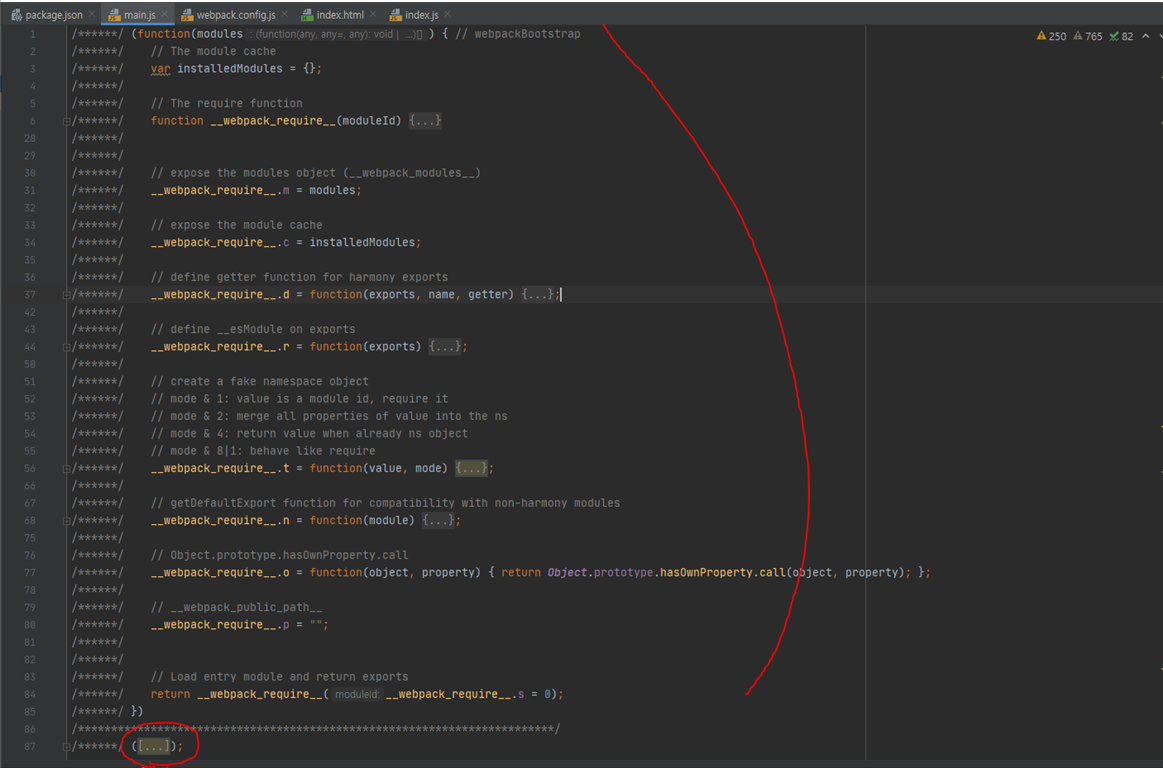 package.json main.js webpack.config.js index.html index.js
1 /******/ (function(modules : (function(any, any=, any): void | ...)[] ) { // webpackBootstrap 250 765 82
2 /******/ // The module cache
3 /******/ var installedModules = {};
4 /******/
5 /******/ // The require function
6 /******/ function __webpack_require__(moduleId) {...}
28 /******/
29 /******/
30 /******/ // expose the modules object (__webpack_modules__)
31 /******/ __webpack_require__.m = modules;
32 /******/
33 /******/ // expose the module cache
34 /******/ __webpack_require__.c = installedModules;
35 /******/
36 /******/ // define getter function for harmony exports
37 /******/ __webpack_require__.d = function(exports, name, getter) {...};
42 /******/
43 /******/ // define __esModule on exports
44 /******/ __webpack_require__.r = function(exports) {...};
50 /******/
51 /******/ // create a fake namespace object
52 /******/ // mode & 1: value is a module id, require it
53 /******/ // mode & 2: merge all properties of value into the ns
54 /******/ // mode & 4: return value when already ns object
55 /******/ // mode & 8|1: behave like require
56 /******/ __webpack_require__.t = function(value, mode) {...};
66 /******/
67 /******/ // getDefaultExport function for compatibility with non-harmony modules
68 /******/ __webpack_require__.n = function(module) {...};
75 /******/
76 /******/ // Object.prototype.hasOwnProperty.call
77 /******/ __webpack_require__.o = function(object, property) { return Object.prototype.hasOwnProperty.call(object, property); };
78 /******/
79 /******/ // __webpack_public_path__
80 /******/ __webpack_require__.p = "";
81 /******/
82 /******/
83 /******/ // Load entry module and return exports
84 /******/ return __webpack_require__( moduleId: __webpack_require__.s = 0);
85 /******/ })
86 /************************************************************************/
87 /******/ ([...]);